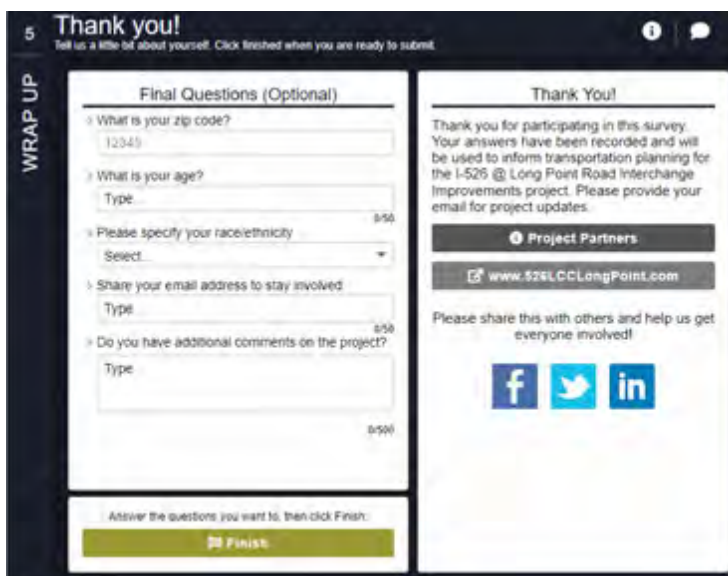 5
Thank you!
Tell us a little bit about yourself. Click finished when you are ready to submit.
WRAP UP
Final Questions (Optional)
What is your zip code?
12345
What is your age?
Type...
0/50
Please specify your race/ethnicity
Select...
Share your email address to stay involved
Type...
0/50
Do you have additional comments on the project?
Type...
0/500
Answer the questions you want to, then click Finish.
Finish
Thank You!
Thank you for participating in this survey.
Your answers have been recorded and will
be used to inform transportation planning for
the I-526 @ Long Point Road Interchange
Improvements project. Please provide your
email for project updates.
Project Partners
www.526LCCLongPoint.com
Please share this with others and help us get
everyone involved!
f
in